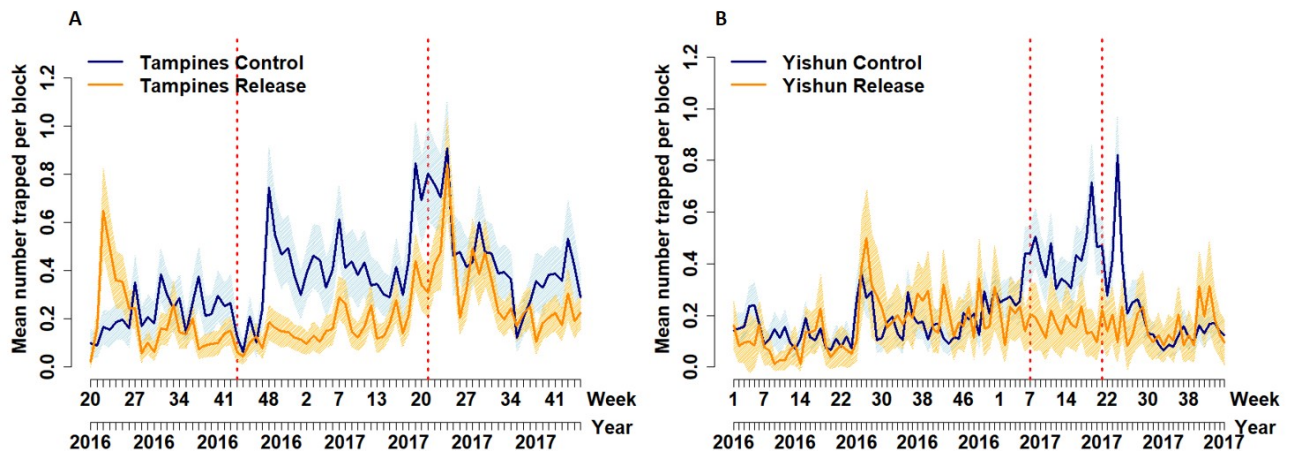 A
Tampines Control
Tampines Release
Mean number trapped per block
0.0 0.2 0.4 0.6 0.8 1.0 1.2
20 27 34 41 48 2 7 13 20 27 34 41 Week
Year
2016 2016 2016 2016 2016 2017 2017 2017 2017 2017 2017
B
Yishun Control
Yishun Release
Mean number trapped per block
0.0 0.2 0.4 0.6 0.8 1.0 1.2
1 7 14 22 30 38 46 1 7 14 22 30 38 Week
Year
2016 2016 2016 2016 2016 2017 2017 2017 2017